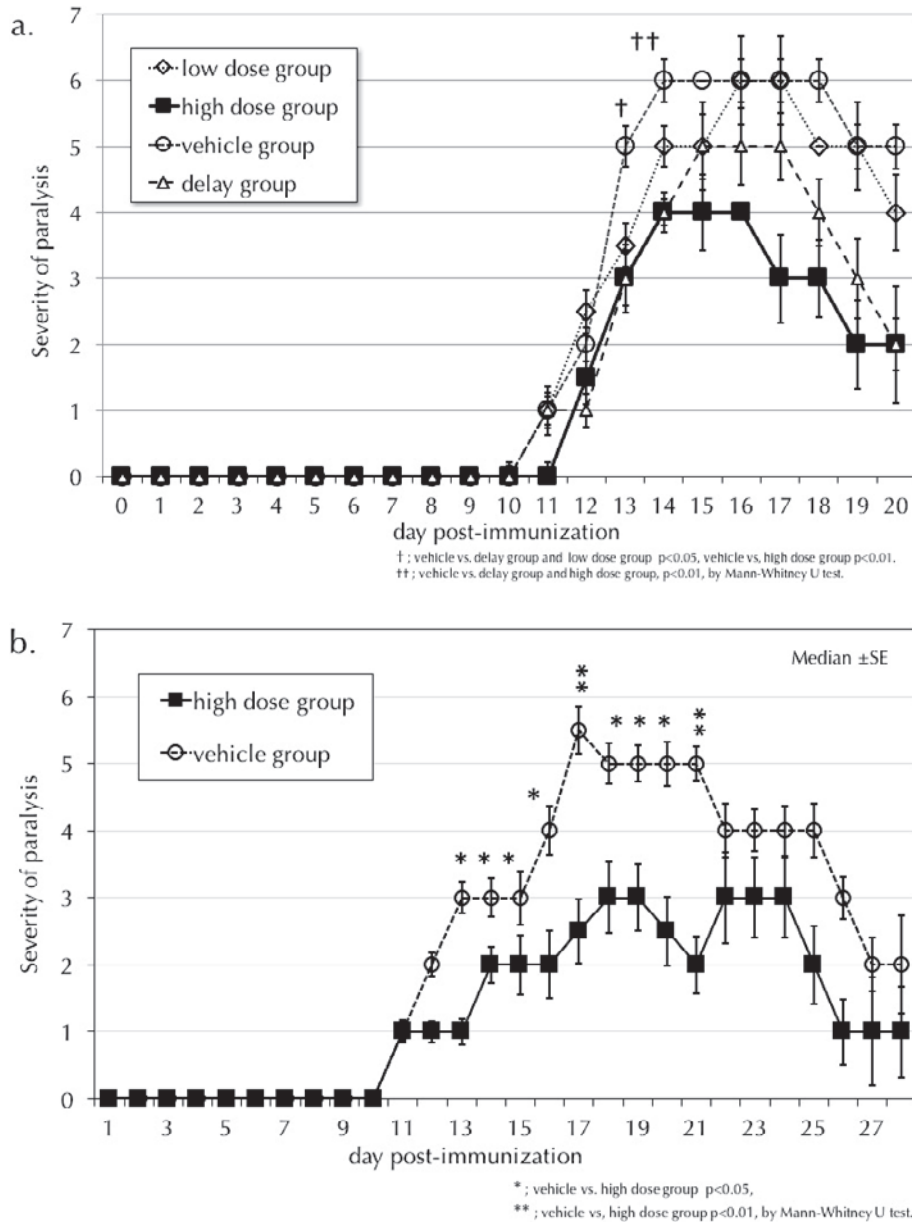 a.
7
6
5
4
3
2
1
0
Severity of paralysis
low dose group
high dose group
vehicle group
delay group
†
††
0 1 2 3 4 5 6 7 8 9 10 11 12 13 14 15 16 17 18 19 20
day post-immunization
† ; vehicle vs. delay group and low dose group p<0.05, vehicle vs, high dose group p<0.01.
†† ; vehicle vs. delay group and high dose group, p<0.01, by Mann-Whitney U test.
b.
7
6
5
4
3
2
1
0
Severity of paralysis
high dose group
vehicle group
Median ±SE
* * * * ** * * * **
1 3 5 7 9 11 13 15 17 19 21 23 25 27
day post-immunization
* ; vehicle vs. high dose group p<0.05,
** ; vehicle vs, high dose group p<0.01, by Mann-Whitney U test.